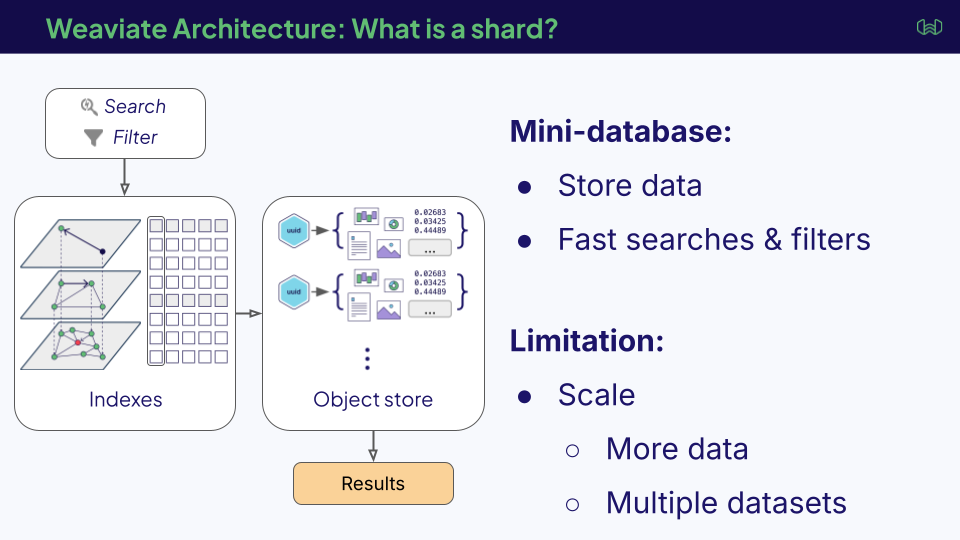 Weaviate Architecture: What is a shard?
Search
Filter
Indexes
uuid
0.02683
0.03425
0.44489
...
uuid
0.02683
0.03425
0.44489
...
Object store
Results
Mini-database:
Store data
Fast searches & filters
Limitation:
Scale
More data
Multiple datasets